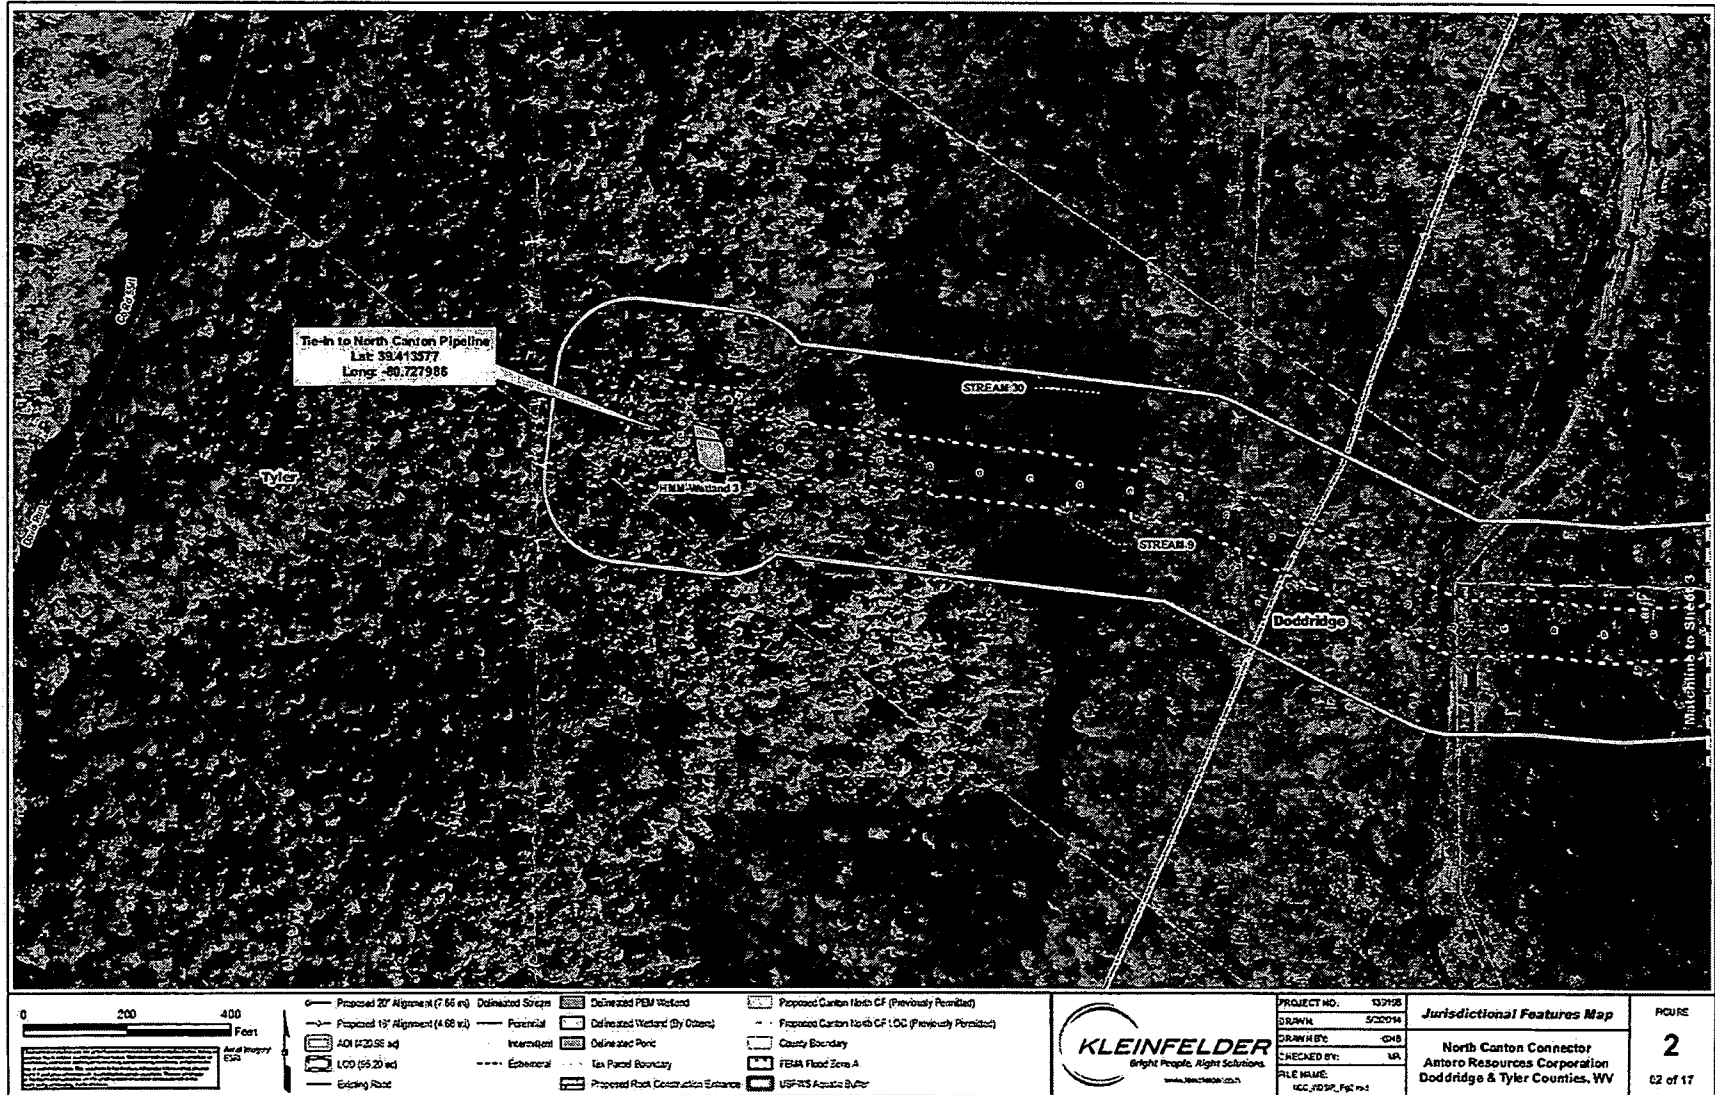 Tie-In to North Canton Pipeline
Lat: 39.413577
Long: -80.727986
STREAM 30
Tyler
HMM-Wetland 3
STREAM 9
Doddridge
Matchline to Sheet 3
0 200 400
Feet
Aerial Imagery
ESRI
Proposed 20" Alignment (7.66 mi)
Proposed 16" Alignment (4.68 mi)
AOI
LOD
Existing Road
Delineated Stream
Perennial
Intermittent
Ephemeral
Tax Parcel Boundary
Proposed Rock Construction Entrance
Delineated PEM Wetland
Delineated Wetland (By Others)
Delineated Pond
Proposed Canton North CF (Previously Permitted)
Proposed Canton North CF LOD (Previously Permitted)
County Boundary
FEMA Flood Zone A
USFWS Aquatic Buffer
KLEINFELDER
Bright People. Right Solutions.
PROJECT NO.
DRAWN:
DRAWN BY:
CHECKED BY:
FILE NAME:
Jurisdictional Features Map
North Canton Connector
Antero Resources Corporation
Doddridge & Tyler Counties, WV
FIGURE
2
02 of 17